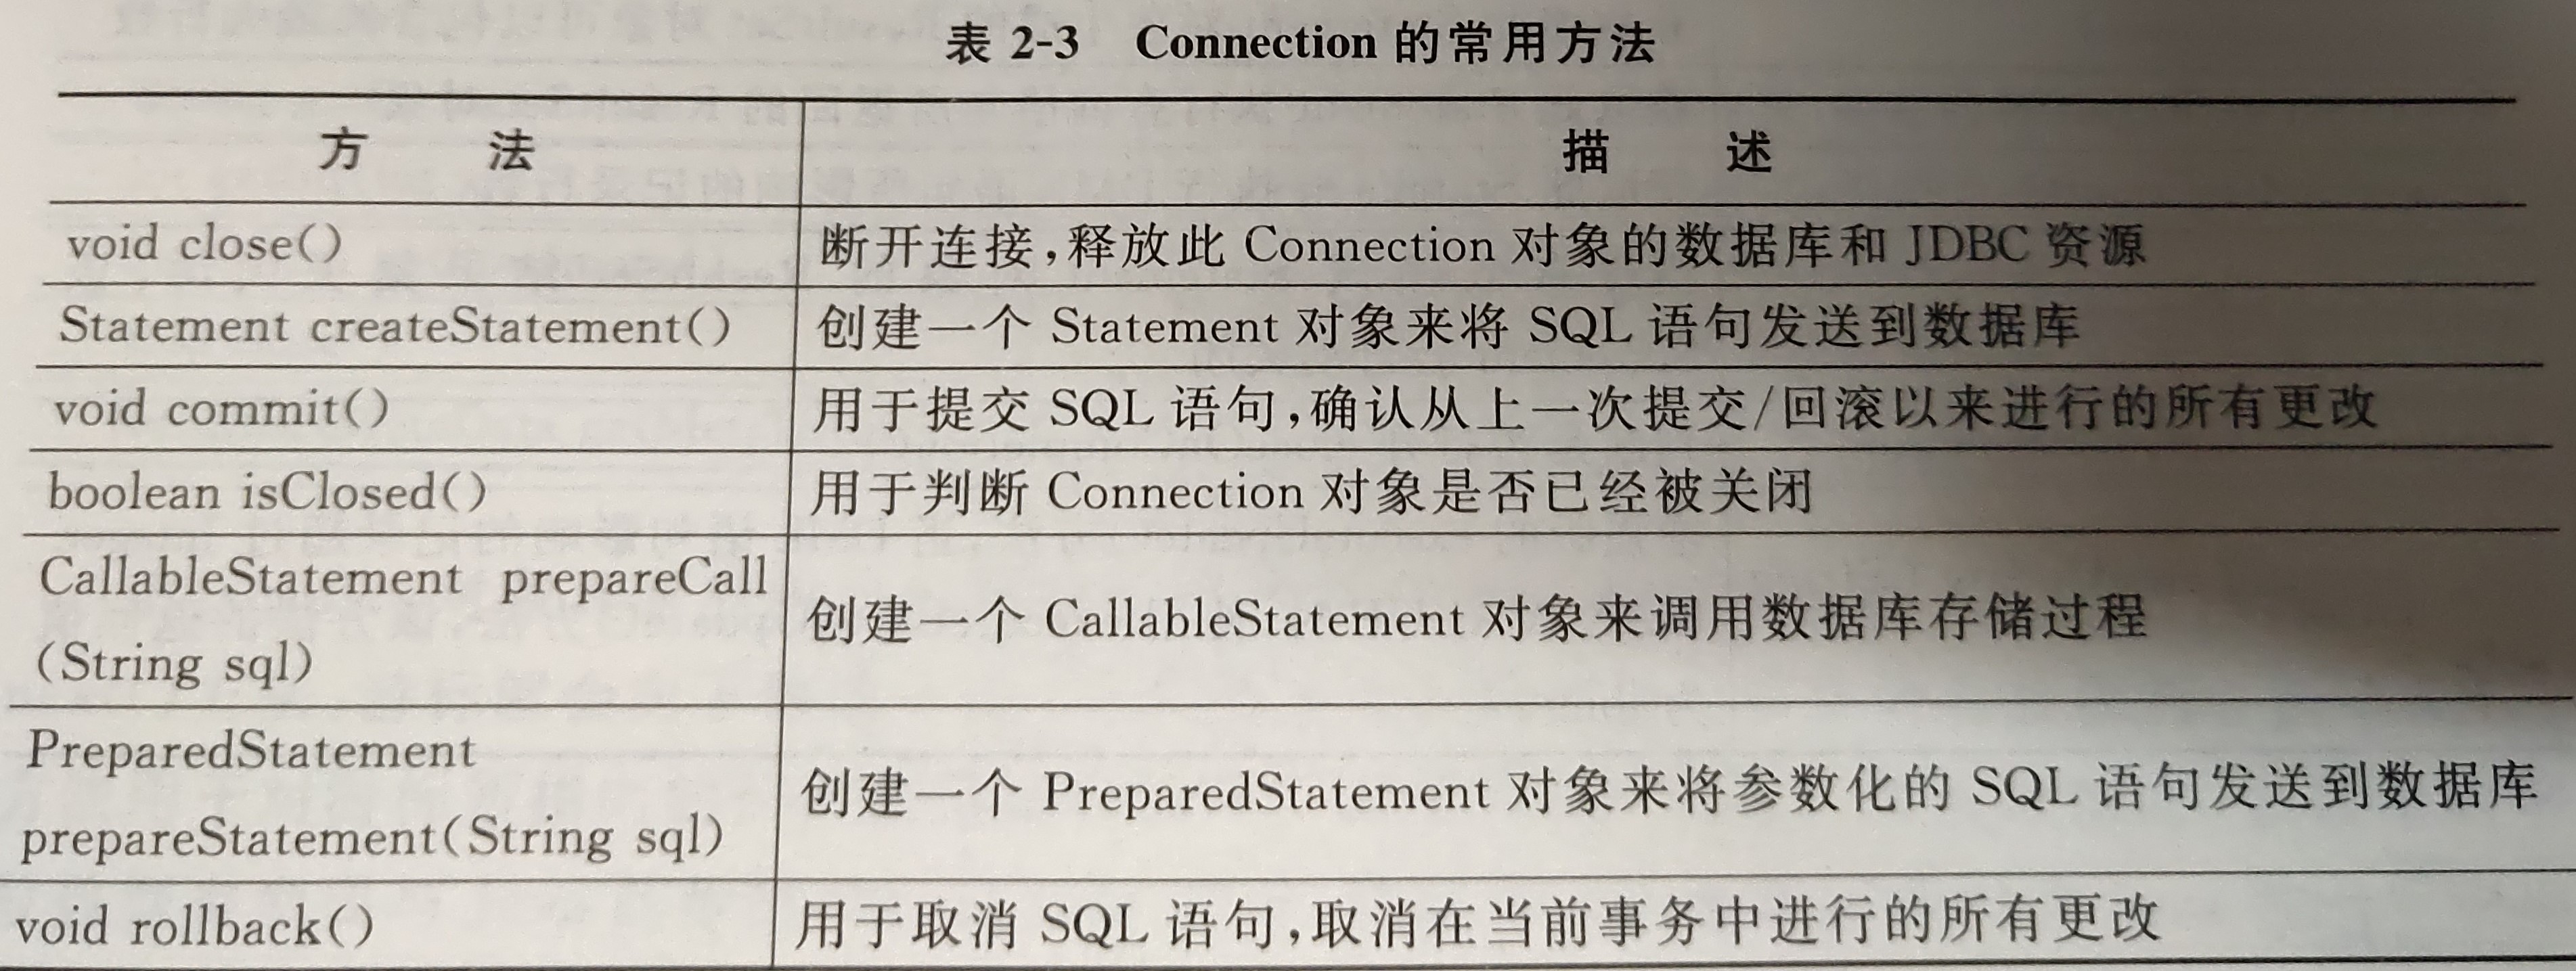 表 2-3 Connection 的常用方法
方 法 描 述
void close() 断开连接,释放此 Connection 对象的数据库和 JDBC 资源
Statement createStatement() 创建一个 Statement 对象来将 SQL 语句发送到数据库
void commit() 用于提交 SQL 语句,确认从上一次提交/回滚以来进行的所有更改
boolean isClosed() 用于判断 Connection 对象是否已经被关闭
CallableStatement prepareCall
(String sql)
创建一个 CallableStatement 对象来调用数据库存储过程
PreparedStatement
prepareStatement(String sql)
创建一个 PreparedStatement 对象来将参数化的 SQL 语句发送到数据库
void rollback() 用于取消 SQL 语句,取消在当前事务中进行的所有更改